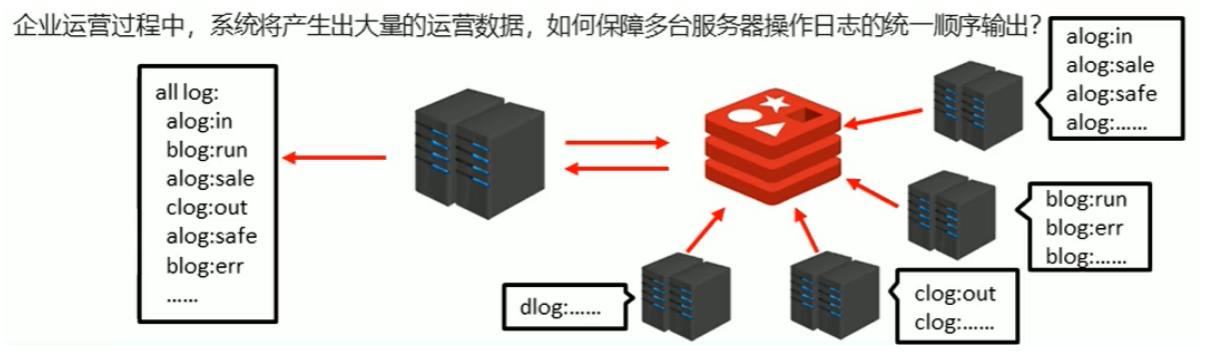 企业运营过程中，系统将产生出大量的运营数据，如何保障多台服务器操作日志的统一顺序输出？
all log:
alog:in
blog:run
alog:sale
clog:out
alog:safe
blog:err
......
alog:in
alog:sale
alog:safe
alog:......
blog:run
blog:err
blog:......
dlog:......
clog:out
clog:......